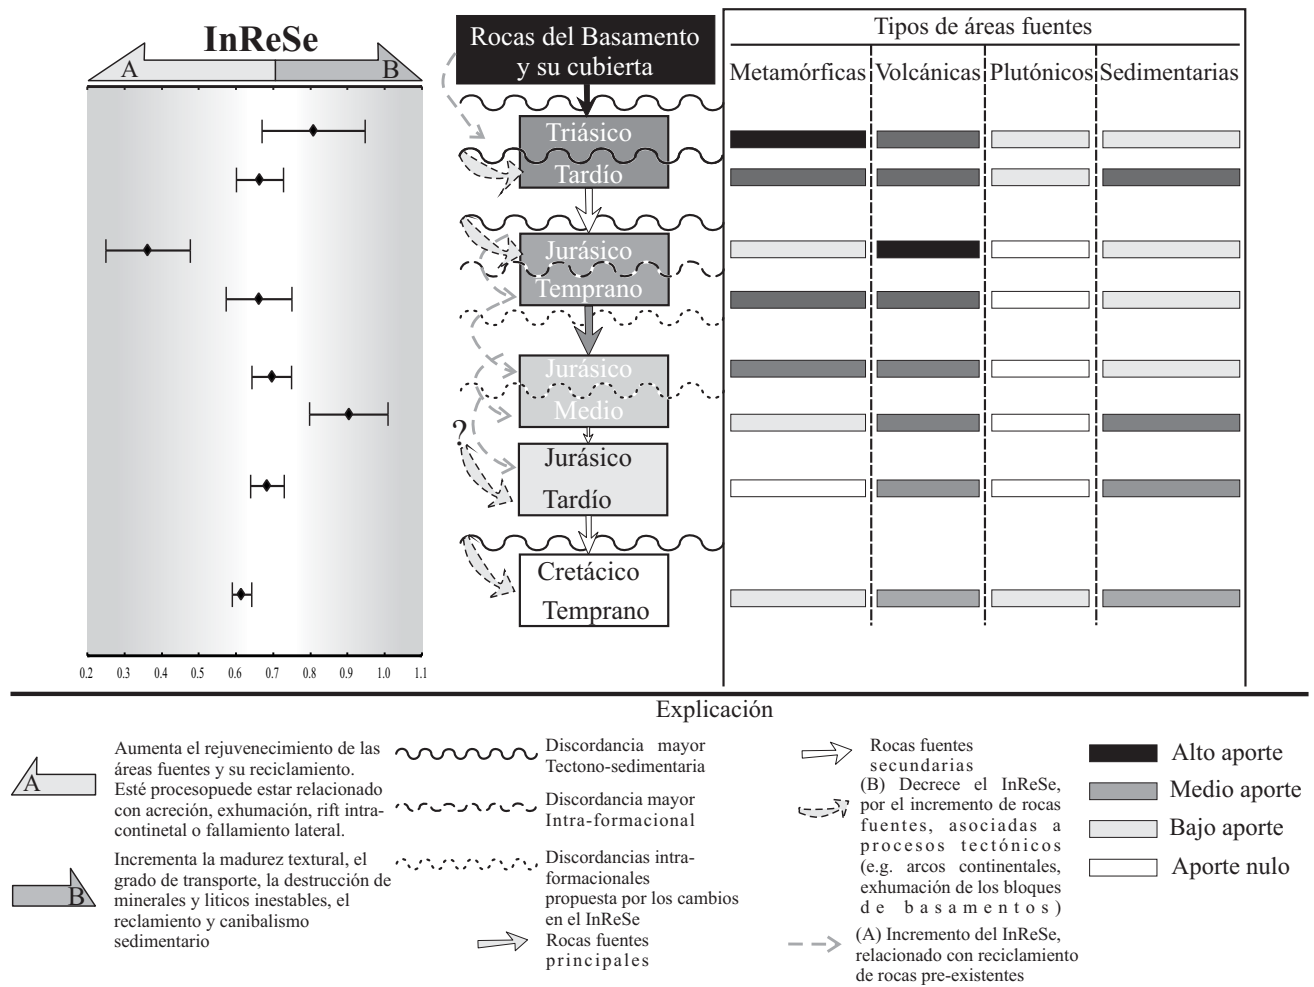 InReSe
A
B
0.2 0.3 0.4 0.5 0.6 0.7 0.8 0.9 1.0 1.1
Rocas del Basamento
y su cubierta
Triásico
Tardío
Jurásico
Temprano
Jurásico
Medio
?
Jurásico
Tardío
Cretácico
Temprano
Tipos de áreas fuentes
Metamórficas Volcánicas Plutónicos Sedimentarias
Explicación
A
Aumenta el rejuvenecimiento de las
áreas fuentes y su reciclamiento.
Esté procesopuede estar relacionado
con acreción, exhumación, rift intra-
continetal o fallamiento lateral.
B
Incrementa la madurez textural, el
grado de transporte, la destrucción de
minerales y liticos inestables, el
reclamiento y canibalismo
sedimentario
Discordancia mayor
Tectono-sedimentaria
Discordancia mayor
Intra-formacional
Discordancias intra-
formacionales
propuesta por los cambios
en el InReSe
Rocas fuentes
principales
Rocas fuentes
secundarias
(B) Decrece el InReSe,
por el incremento de rocas
fuentes, asociadas a
procesos tectónicos
(e.g. arcos continentales,
exhumación de los bloques
de basamentos)
(A) Incremento del InReSe,
relacionado con reciclamiento
de rocas pre-existentes
Alto aporte
Medio aporte
Bajo aporte
Aporte nulo